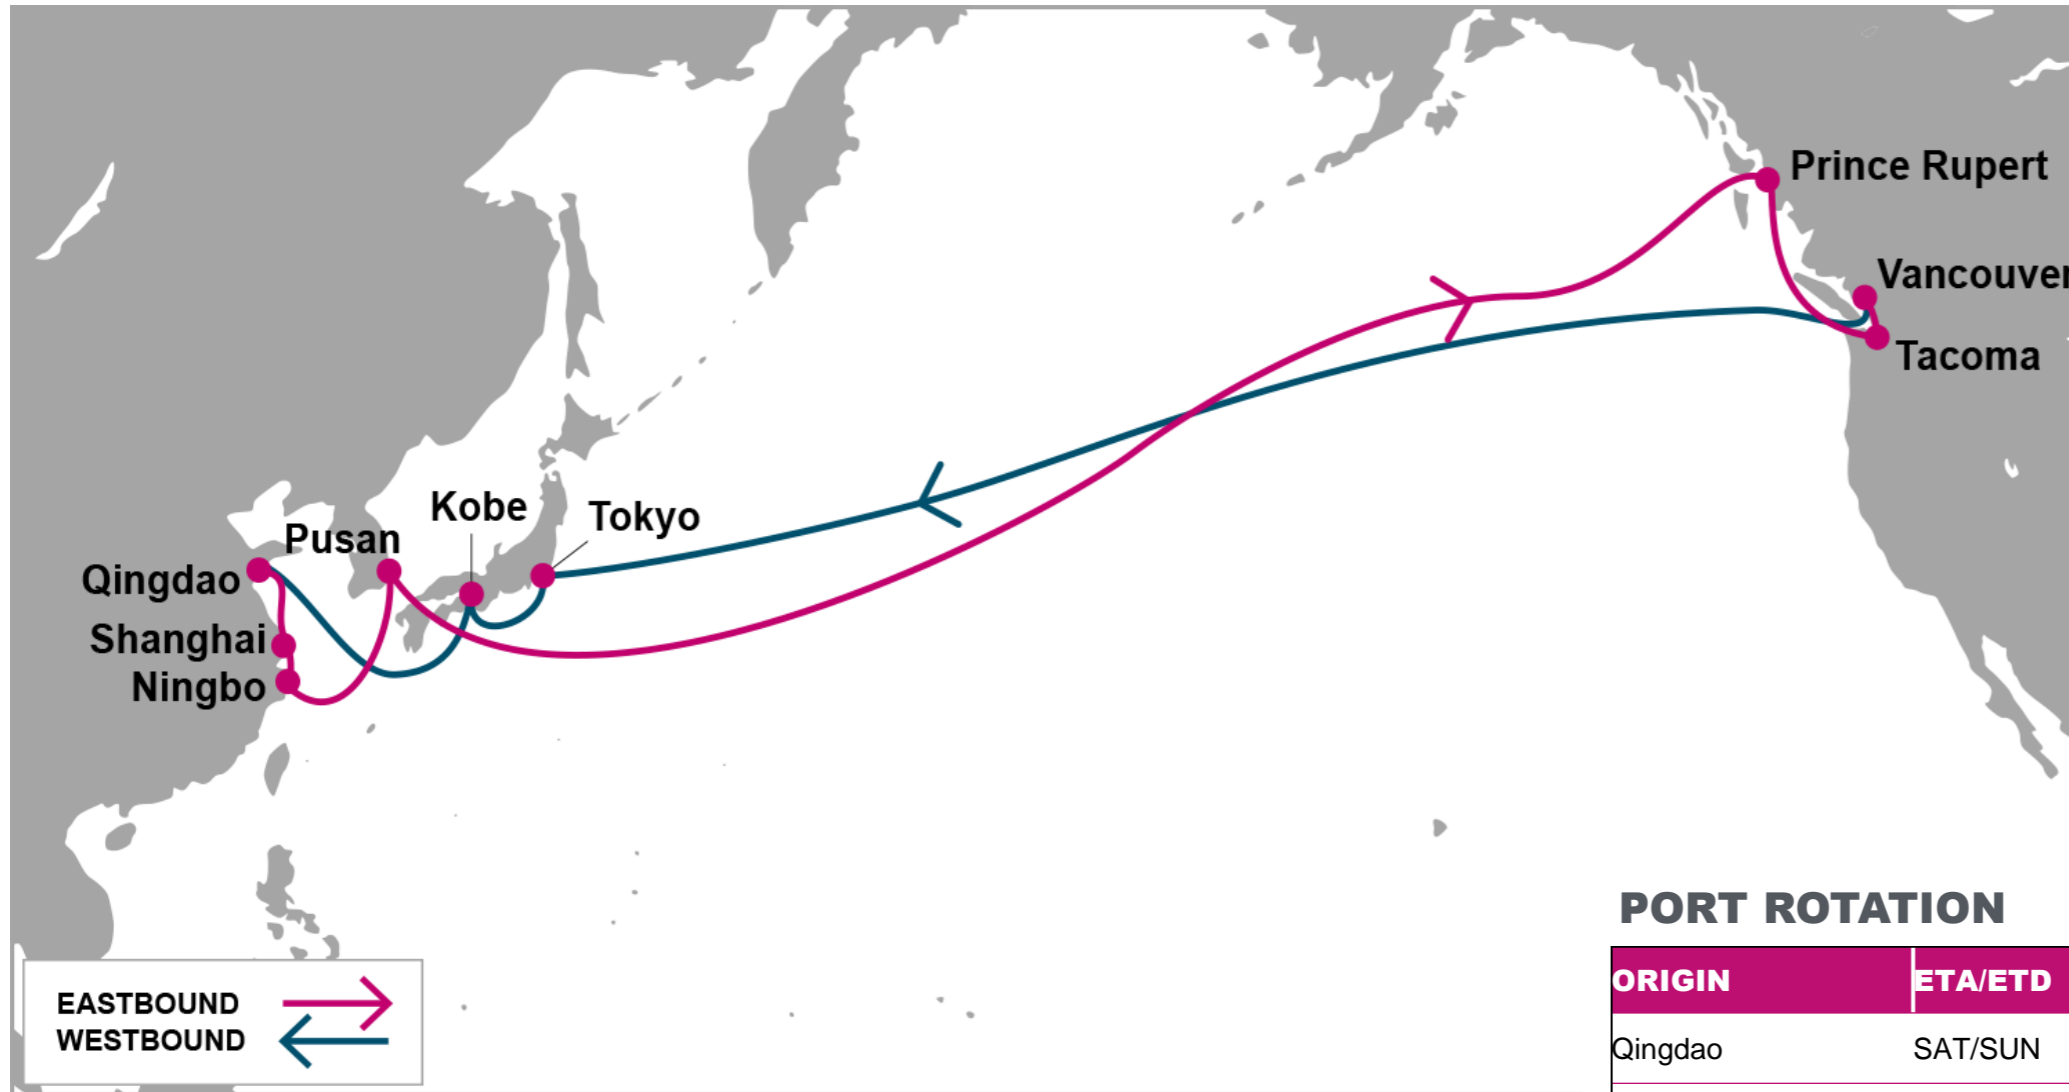 Prince Rupert
Vancouver
Tacoma
Kobe
Tokyo
Pusan
Qingdao
Shanghai
Ningbo
PORT ROTATION
ORIGIN ETA/ETD
Qingdao SAT/SUN
EASTBOUND
WESTBOUND